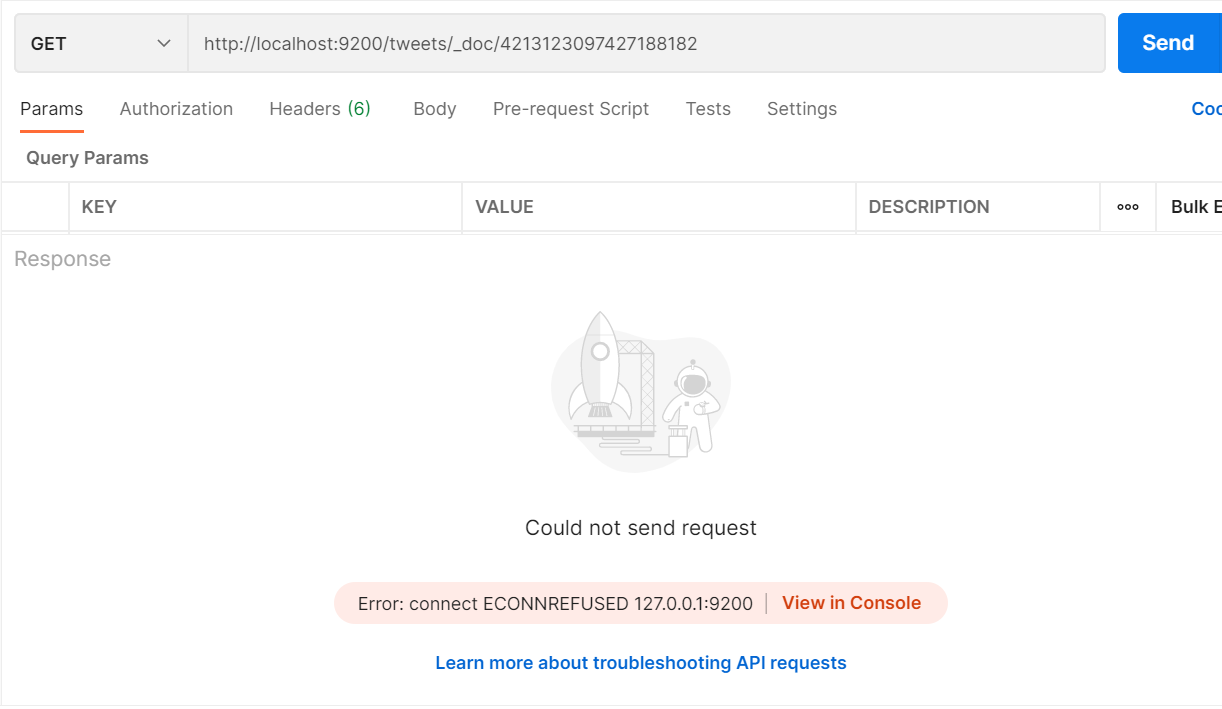 GET http://localhost:9200/tweets/_doc/4213123097427188182 Send
Params Authorization Headers (6) Body Pre-request Script Tests Settings
Query Params
KEY VALUE DESCRIPTION ooo Bulk E
Response
Could not send request
Error: connect ECONNREFUSED 127.0.0.1:9200 | View in Console
Learn more about troubleshooting API requests